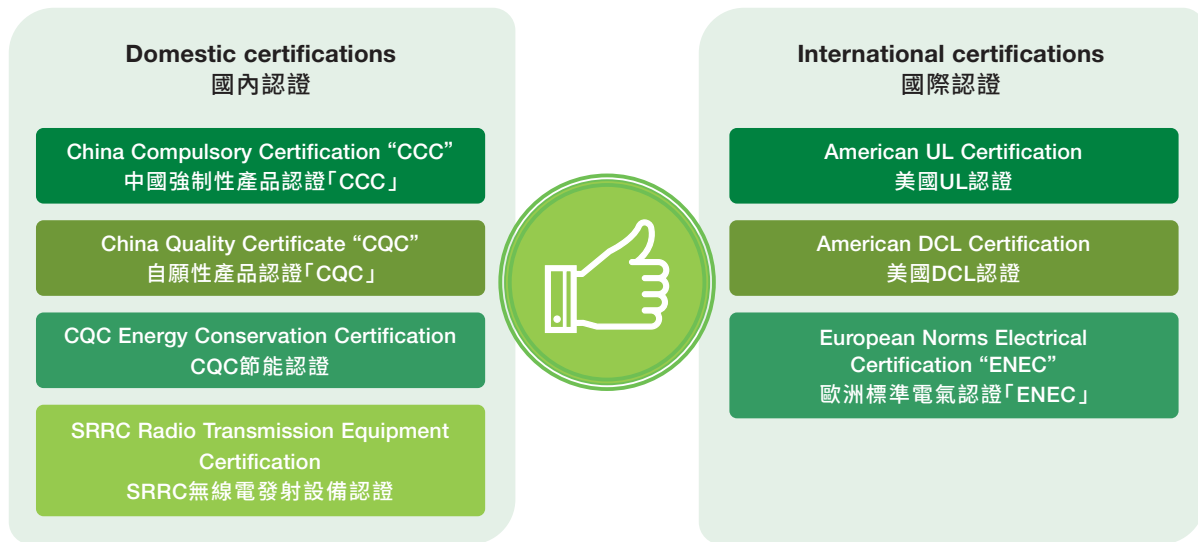 Domestic certifications
國內認證
China Compulsory Certification “CCC”
中國強制性產品認證「CCC」
China Quality Certificate “CQC”
自願性產品認證「CQC」
CQC Energy Conservation Certification
CQC節能認證
SRRC Radio Transmission Equipment
Certification
SRRC無線電發射設備認證
International certifications
國際認證
American UL Certification
美國UL認證
American DCL Certification
美國DCL認證
European Norms Electrical
Certification “ENEC”
歐洲標準電氣認證「ENEC」